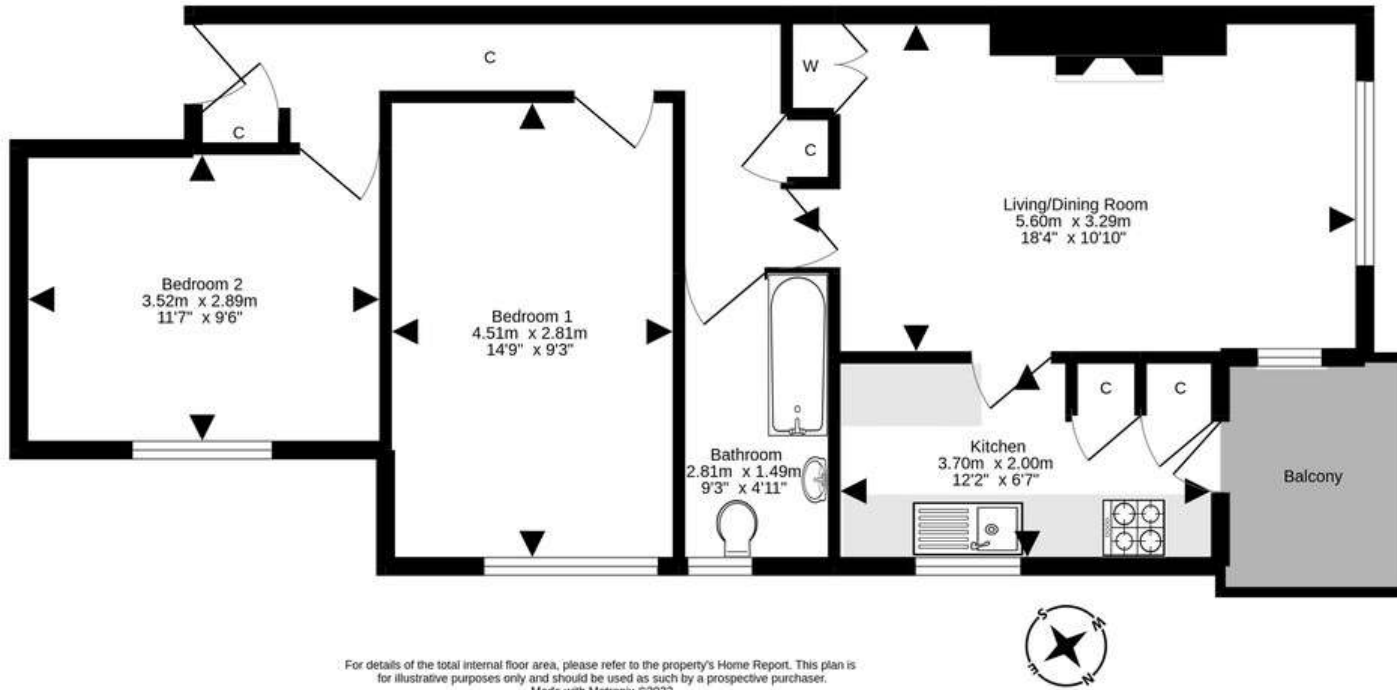 C
W
C
C
Living/Dining Room
5.60m x 3.29m
18'4" x 10'10"
Bedroom 2
3.52m x 2.89m
11'7" x 9'6"
Bedroom 1
4.51m x 2.81m
14'9" x 9'3"
C
C
Bathroom
2.81m x 1.49m
9'3" x 4'11"
Kitchen
3.70m x 2.00m
12'2" x 6'7"
Balcony
S
W
E
N
For details of the total internal floor area, please refer to the property's Home Report. This plan is
for illustrative purposes only and should be used as such by a prospective purchaser.
Made with Metropix ©2022